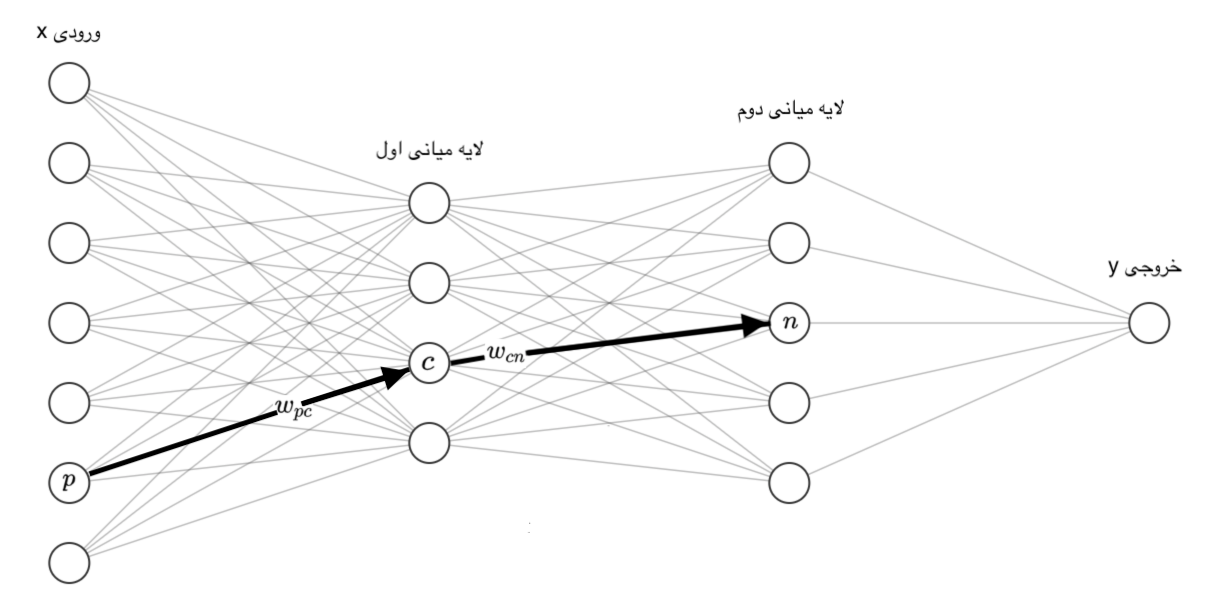 ورودی x
لایه میانی اول
لایه میانی دوم
خروجی y
p
w_{pc}
c
w_{cn}
n